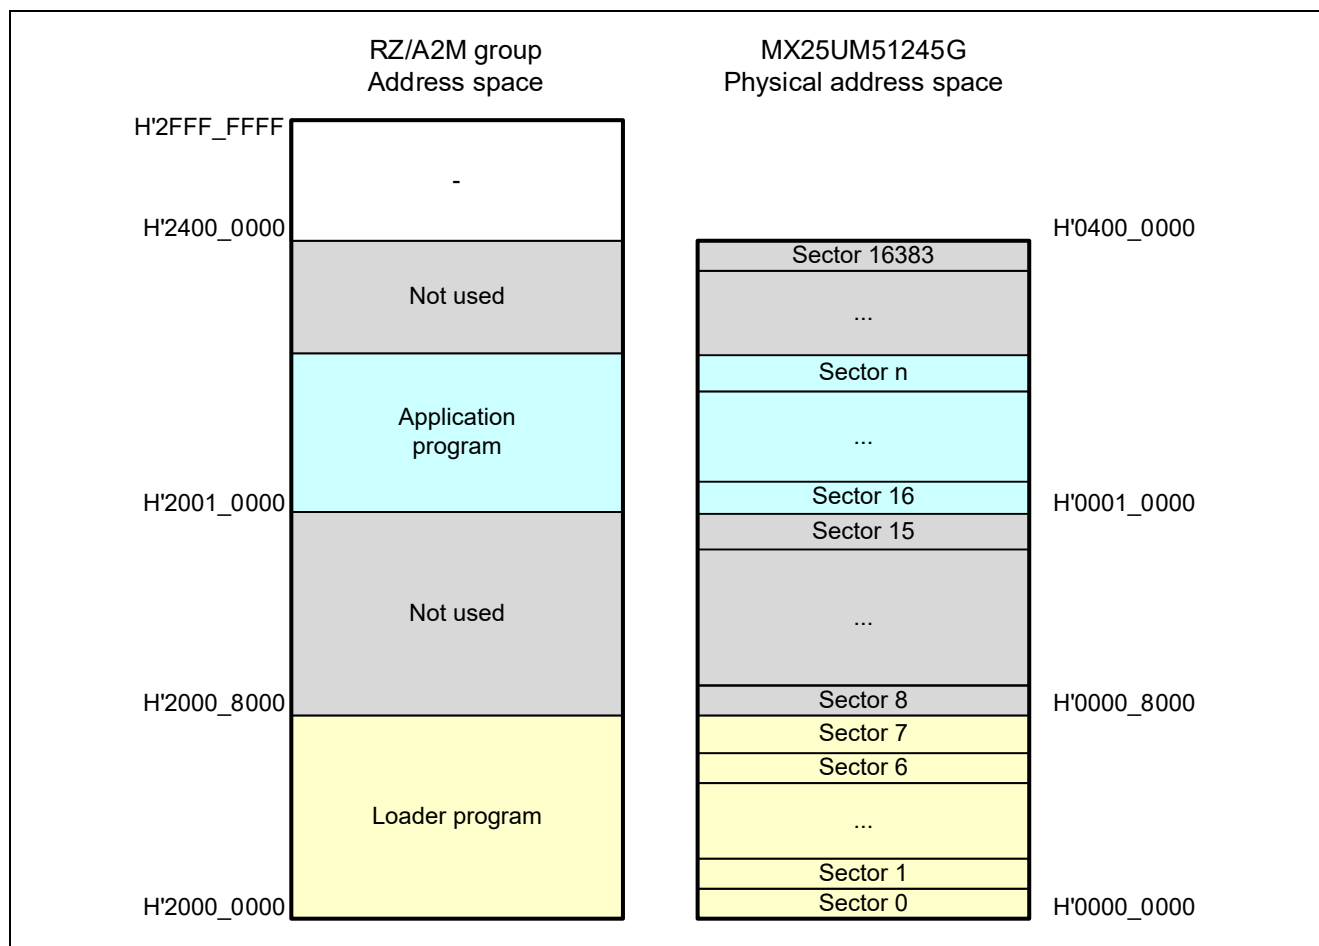 RZ/A2M group
Address space
MX25UM51245G
Physical address space
H'2FFF_FFFF
-
H'2400_0000
H'0400_0000
Not used
Sector 16383
...
Application
program
Sector n
...
Sector 16
H'2001_0000
H'0001_0000
Not used
Sector 15
...
Sector 8
H'2000_8000
H'0000_8000
Loader program
Sector 7
Sector 6
...
Sector 1
Sector 0
H'2000_0000
H'0000_0000